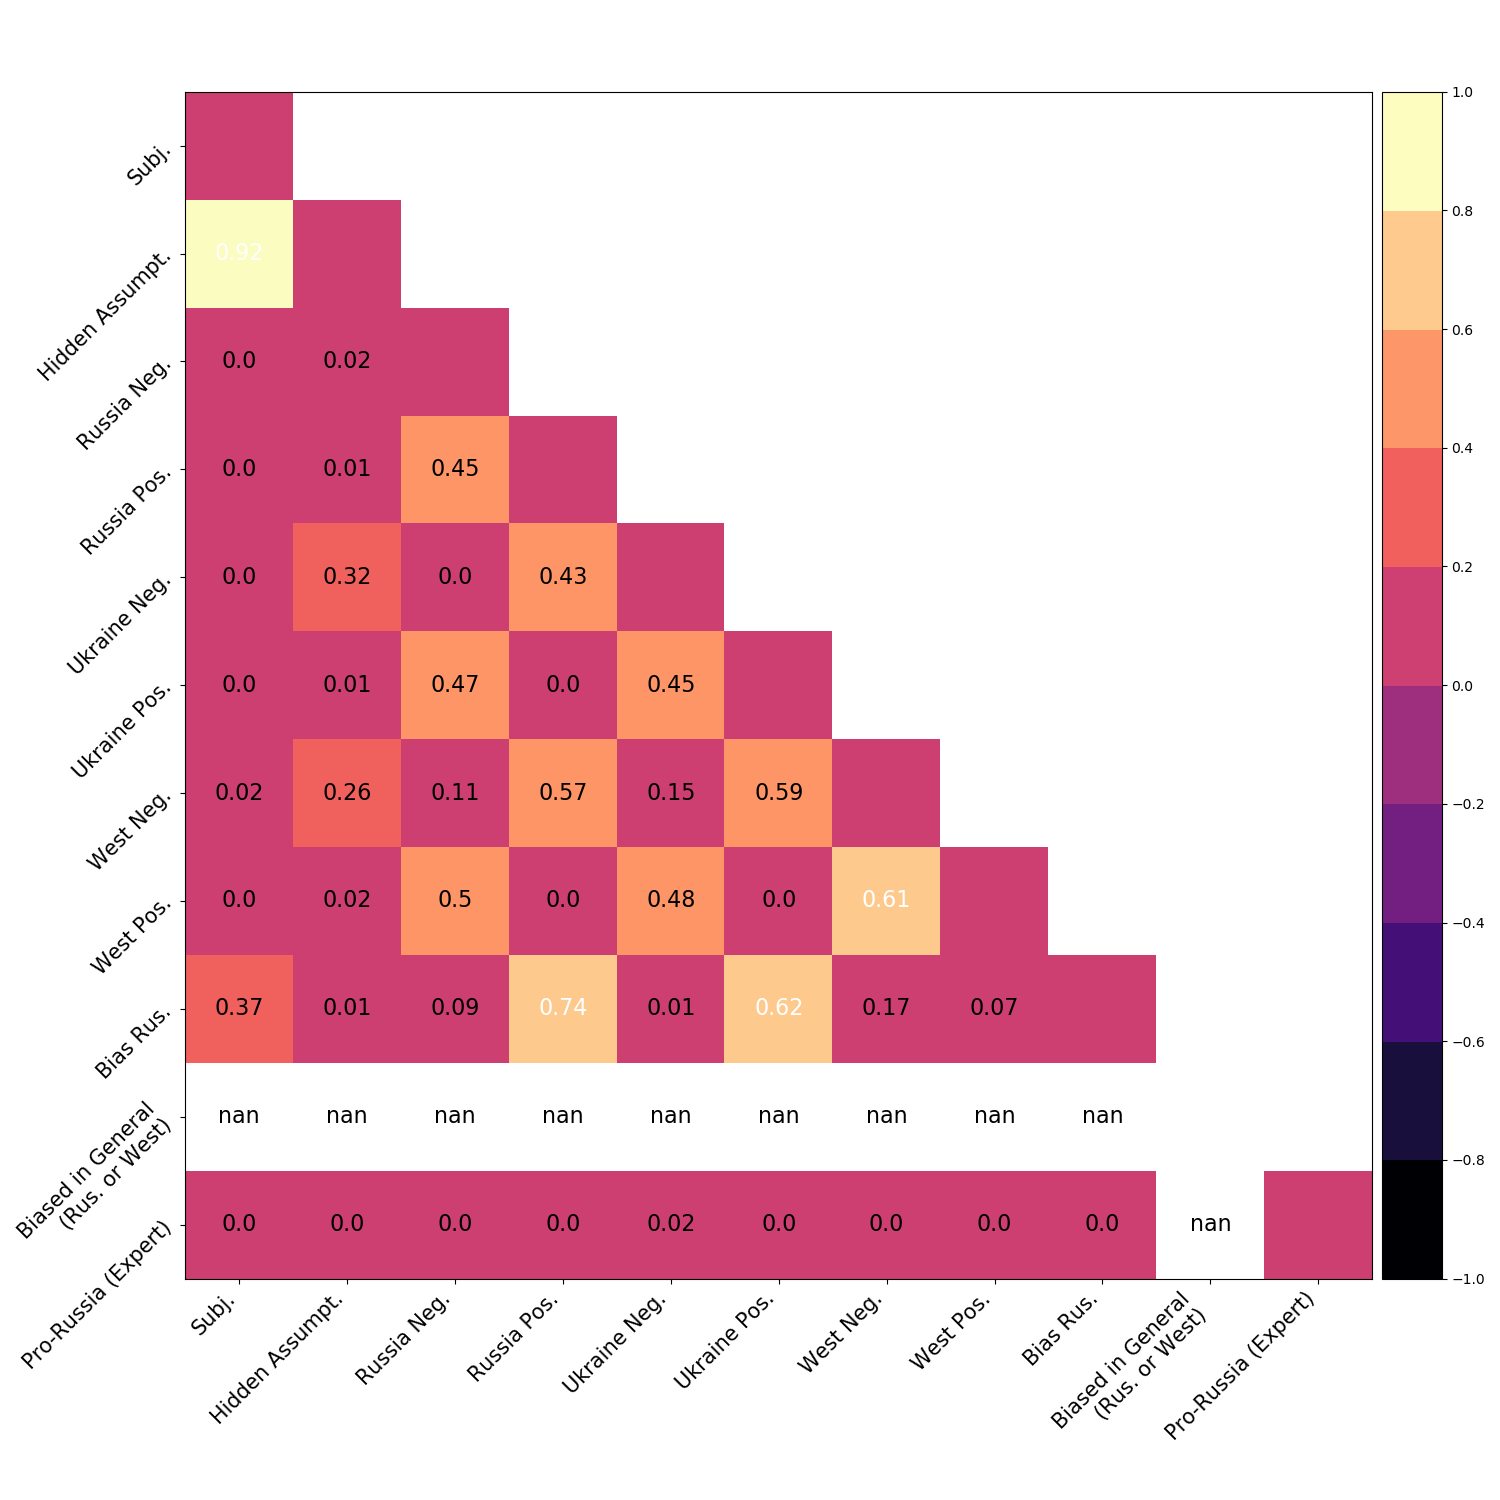 1.0
Subj.
0.8
Hidden Assumpt.
0.92
0.6
Russia Neg.
0.0 0.02
0.4
Russia Pos.
0.0 0.01 0.45
0.2
Ukraine Neg.
0.0 0.32 0.0 0.43
0.0
Ukraine Pos.
0.0 0.01 0.47 0.0 0.45
−0.2
West Neg.
0.02 0.26 0.11 0.57 0.15 0.59
−0.4
West Pos.
0.0 0.02 0.5 0.0 0.48 0.0 0.61
−0.6
Bias Rus.
0.37 0.01 0.09 0.74 0.01 0.62 0.17 0.07
−0.8
Biased in General
(Rus. or West)
nan nan nan nan nan nan nan nan nan
−1.0
Pro-Russia (Expert)
0.0 0.0 0.0 0.0 0.02 0.0 0.0 0.0 0.0 nan
Subj.
Hidden Assumpt.
Russia Neg.
Russia Pos.
Ukraine Neg.
Ukraine Pos.
West Neg.
West Pos.
Bias Rus.
Biased in General
(Rus. or West)
Pro-Russia (Expert)